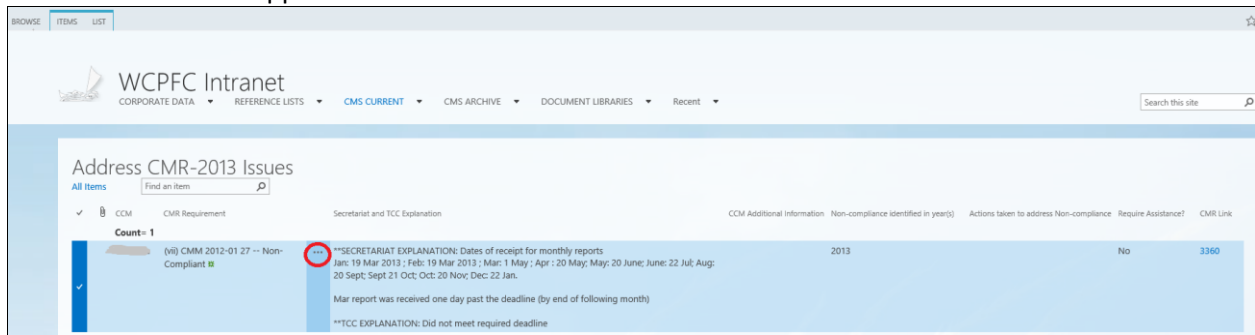 BROWSE ITEMS LIST
WCPFC Intranet
CORPORATE DATA REFERENCE LISTS CMS CURRENT CMS ARCHIVE DOCUMENT LIBRARIES Recent
Search this site
Address CMR-2013 Issues
All Items Find an item
CCM CMR Requirement Secretariat and TCC Explanation CCM Additional Information Non-compliance identified in year(s) Actions taken to address Non-compliance Require Assistance? CMR Link
Count= 1
(vii) CMM 2012-01 27 -- Non- ... **SECRETARIAT EXPLANATION: Dates of receipt for monthly reports 2013 No 3360
Compliant Jan: 19 Mar 2013 ; Feb: 19 Mar 2013 ; Mar: 1 May ; Apr : 20 May; May: 20 June; June: 22 Jul; Aug:
20 Sept; Sept 21 Oct; Oct: 20 Nov; Dec: 22 Jan.
Mar report was received one day past the deadline (by end of following month)
**TCC EXPLANATION: Did not meet required deadline